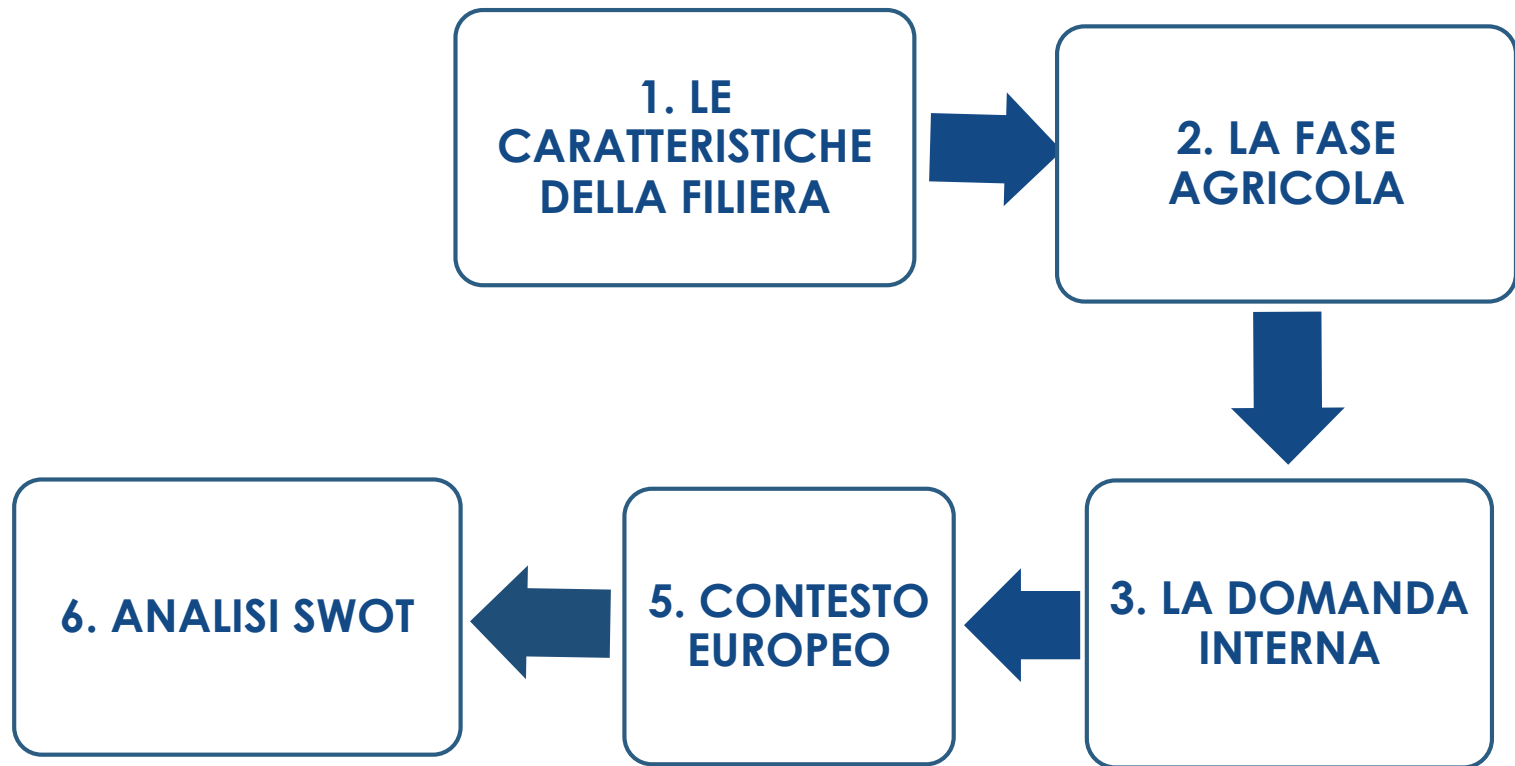 1. LE
CARATTERISTICHE
DELLA FILIERA
2. LA FASE
AGRICOLA
3. LA DOMANDA
INTERNA
5. CONTESTO
EUROPEO
6. ANALISI SWOT